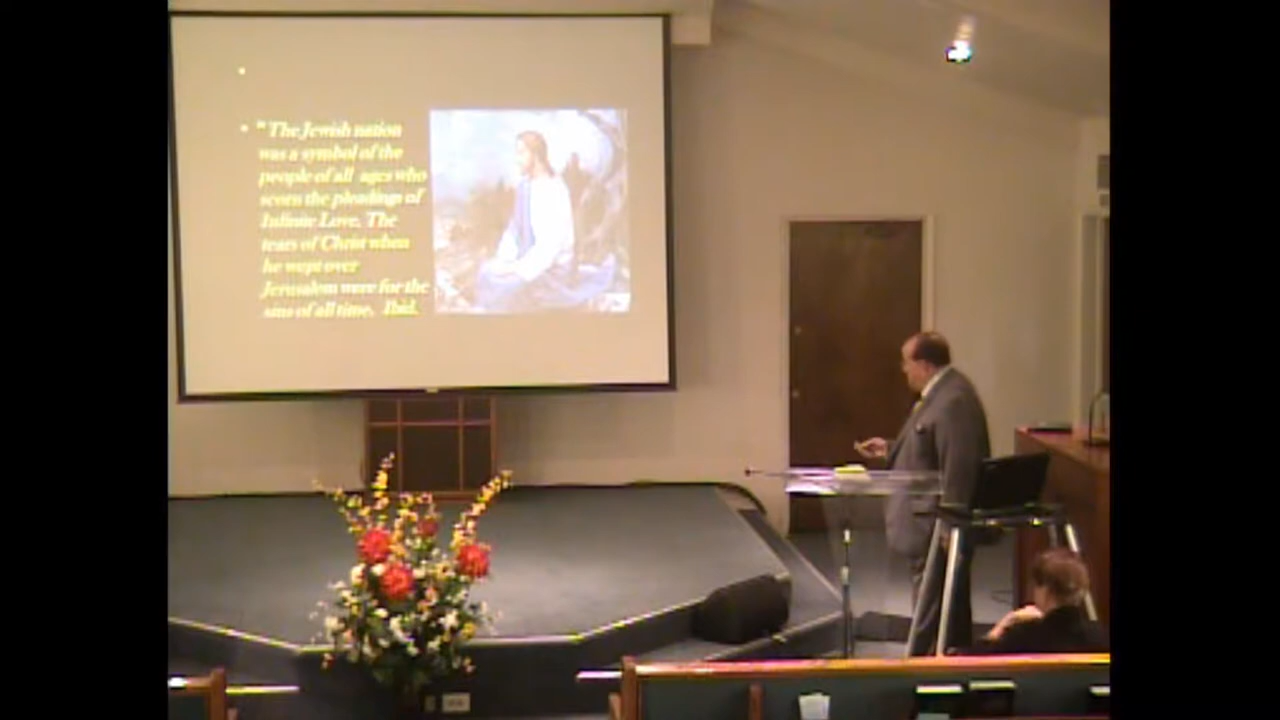 • " The Jewish nation
was a symbol of the
people of all ages who
scorn the pleadings of
Infinite Love. The
tears of Christ when
he wept over
Jerusalem were for the
sins of all time. Ibid.